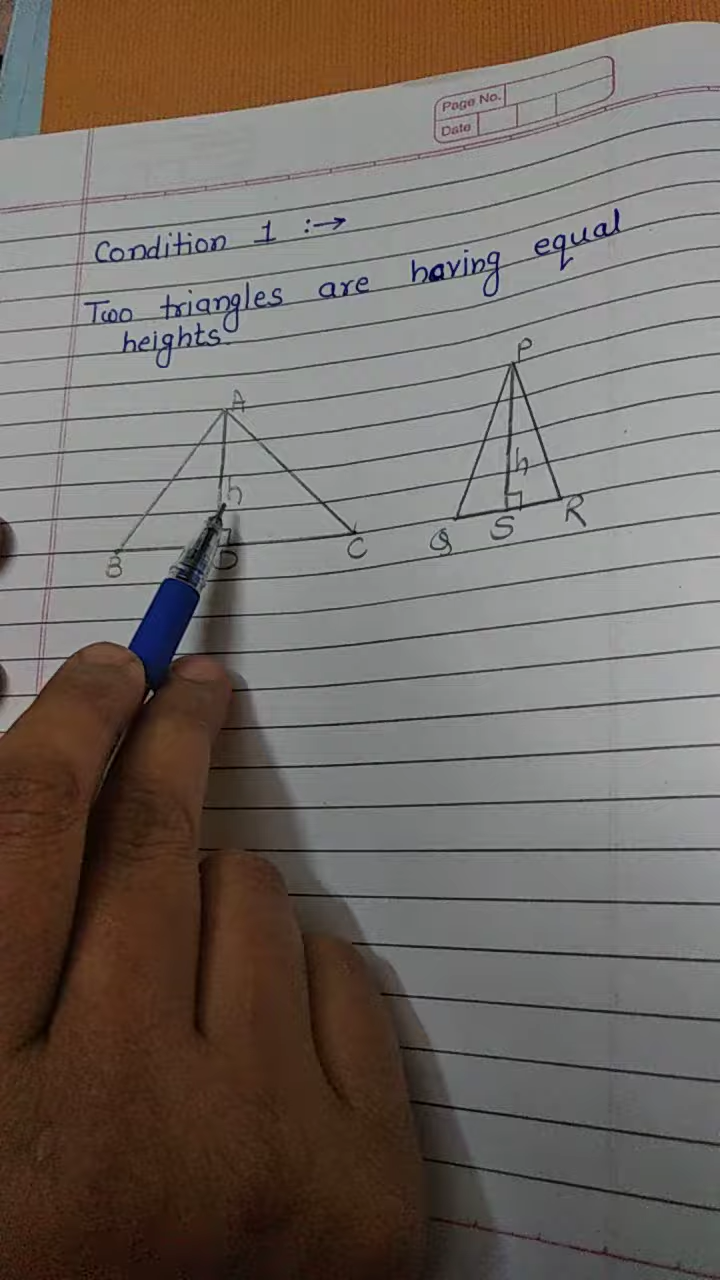 Page No.
Date
Condition 1 :→
Two triangles are having equal
heights.
A
P
h
h
B
D
C
Q
S
R